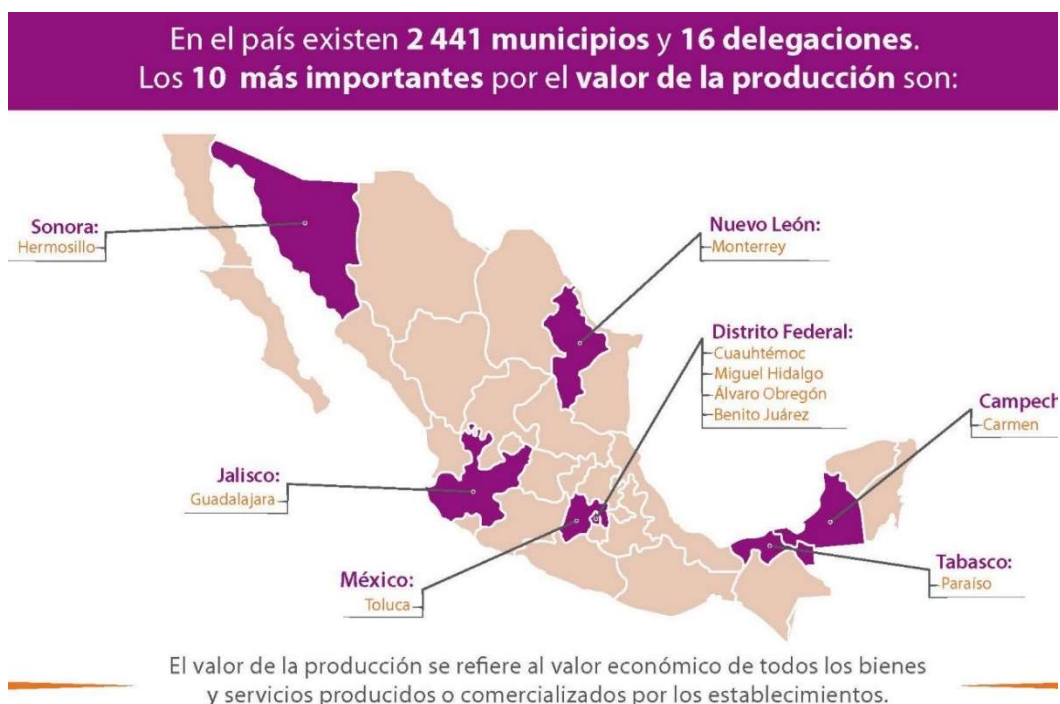 En el país existen 2 441 municipios y 16 delegaciones.
Los 10 más importantes por el valor de la producción son:
Sonora:
Hermosillo
Nuevo León:
Monterrey
Distrito Federal:
Cuauhtémoc
Miguel Hidalgo
Álvaro Obregón
Benito Juárez
Campech
Carmen
Jalisco:
Guadalajara
México:
Toluca
Tabasco:
Paraíso
El valor de la producción se refiere al valor económico de todos los bienes
y servicios producidos o comercializados por los establecimientos.